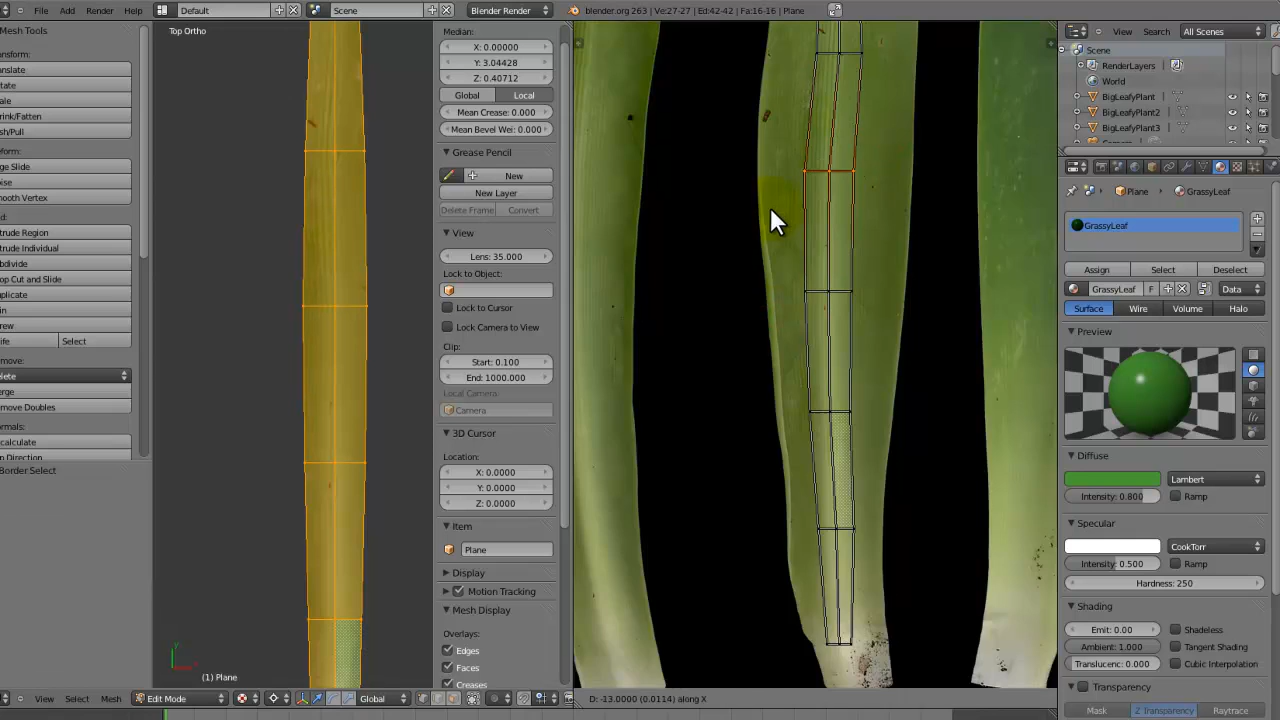 File Add Render Help Default Scene Blender Render blender.org 263 | Ve:27-27 | Ed:42-42 | Fa:16-16 | Plane
Mesh Tools
Top Ortho
Median:
X: 0.00000
Y: 3.04428
Z: 0.40712
Global Local
Mean Crease: 0.000
Mean Bevel Wei: 0.000
Grease Pencil
New
New Layer
Delete Frame Convert
View
Lens: 35.000
Lock to Object:
Lock to Cursor
Lock Camera to View
Clip:
Start: 0.100
End: 1000.000
Local Camera:
Camera
3D Cursor
Location:
X: 0.0000
Y: 0.0000
Z: 0.0000
Item
Plane
Display
Motion Tracking
Mesh Display
Overlays:
Edges
Faces
Creases
ansform:
anslate
tate
ale
rink/Fatten
sh/Pull
eform:
ge Slide
oise
nooth Vertex
d:
trude Region
trude Individual
bdivide
op Cut and Slide
uplicate
in
rew
ife Select
move:
elete
erge
move Doubles
ormals:
calculate
p Direction
Border Select
y
x
(1) Plane
View Select Mesh Edit Mode Global
D: -13.0000 (0.0114) along X
View Search All Scenes
Scene
RenderLayers
World
BigLeafyPlant
BigLeafyPlant2
BigLeafyPlant3
Plane GrassyLeaf
GrassyLeaf
Assign Select Deselect
GrassyLeaf F Data
Surface Wire Volume Halo
Preview
Diffuse
Lambert
Intensity: 0.800 Ramp
Specular
CookTorr
Intensity: 0.500 Ramp
Hardness: 250
Shading
Emit: 0.00 Shadeless
Ambient: 1.000 Tangent Shading
Translucenc: 0.000 Cubic Interpolation
Transparency
Mask Z Transparency Raytrace